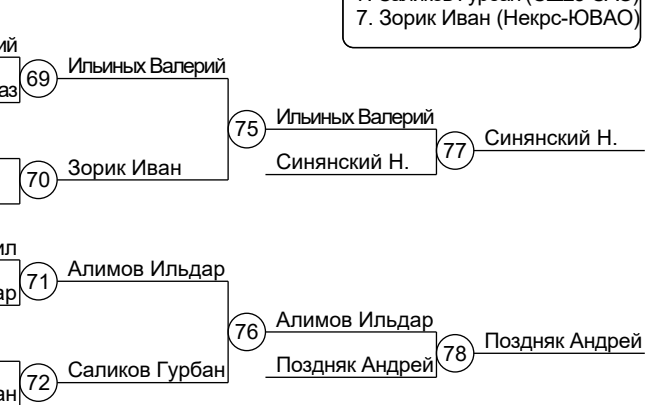 7. Зорик Иван (Некрс-ЮВАО)
69 Ильиных Валерий
75 Ильиных Валерий
77 Синянский Н.
Синянский Н.
70 Зорик Иван
71 Алимов Ильдар
76 Алимов Ильдар
78 Поздняк Андрей
Поздняк Андрей
72 Саликов Гурбан